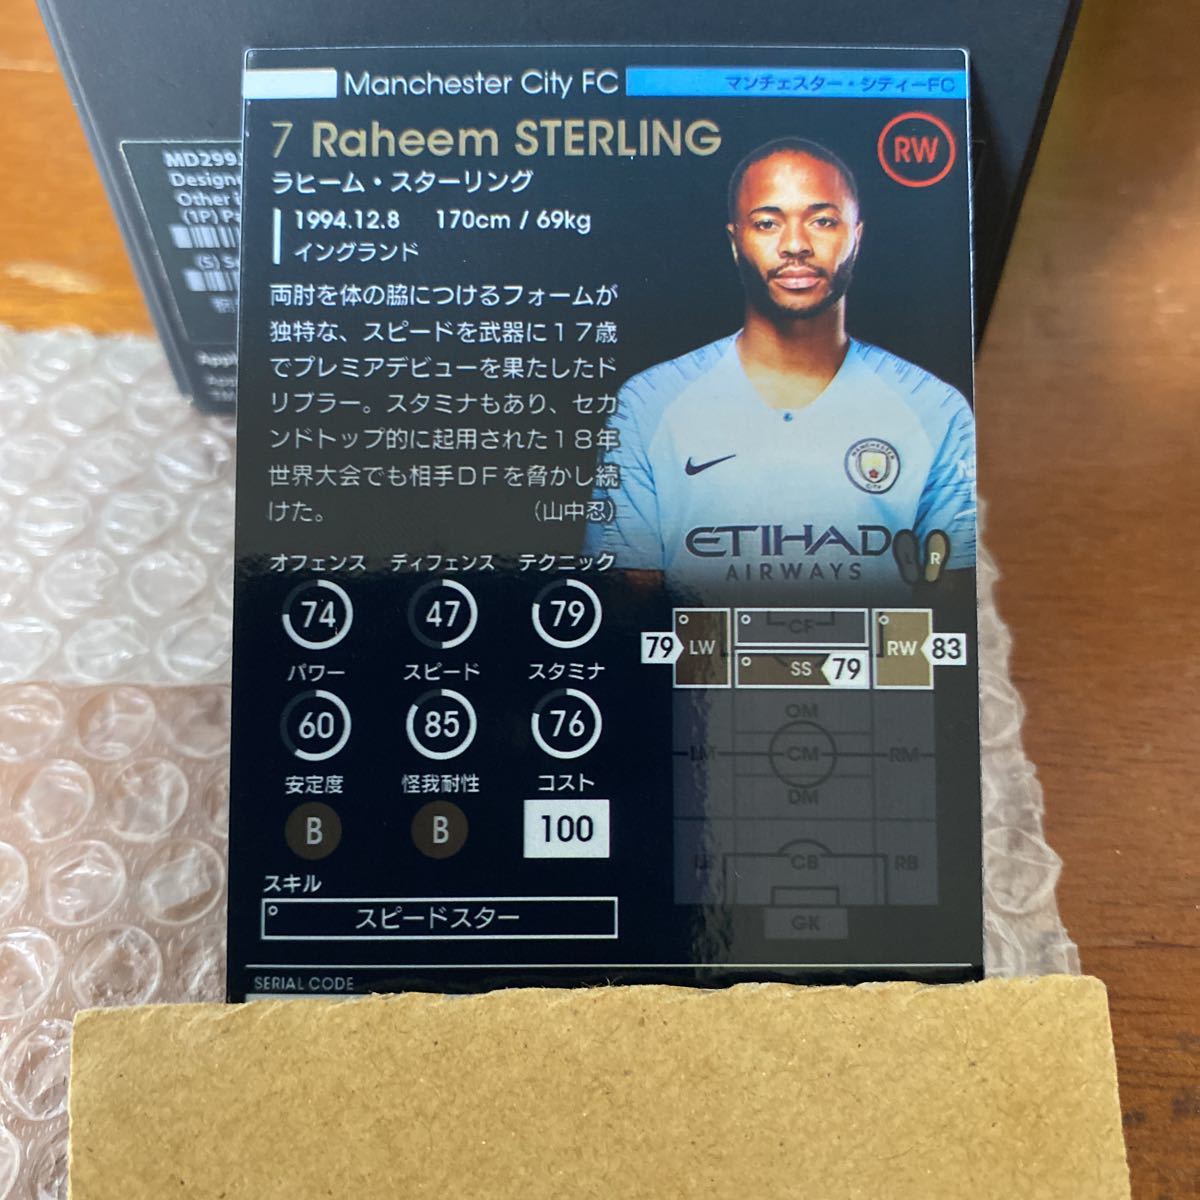 Manchester City FC
マンチェスター・シティーFC
7 Raheem STERLING
RW
ラヒーム・スターリング
1994.12.8 170cm / 69kg
イングランド
両肘を体の脇につけるフォームが
独特な、スピードを武器に17歳
でプレミアデビューを果たしたド
リブラー。スタミナもあり、セカ
ンドトップ的に起用された18年
世界大会でも相手DFを脅かし続
けた。 (山中忍)
MANCHESTER
CITY
ETIHAD
AIRWAYS
L R
オフェンス ディフェンス テクニック
74 47 79
パワー スピード スタミナ
60 85 76
安定度 怪我耐性 コスト
B B 100
スキル
スピードスター
SERIAL CODE
CF
79 LW RW 83
SS 79
OM
LM CM RM
DM
LB CB RB
GK
MD299
Designe
Other i
(1P) Pa
(S) Se
Appl